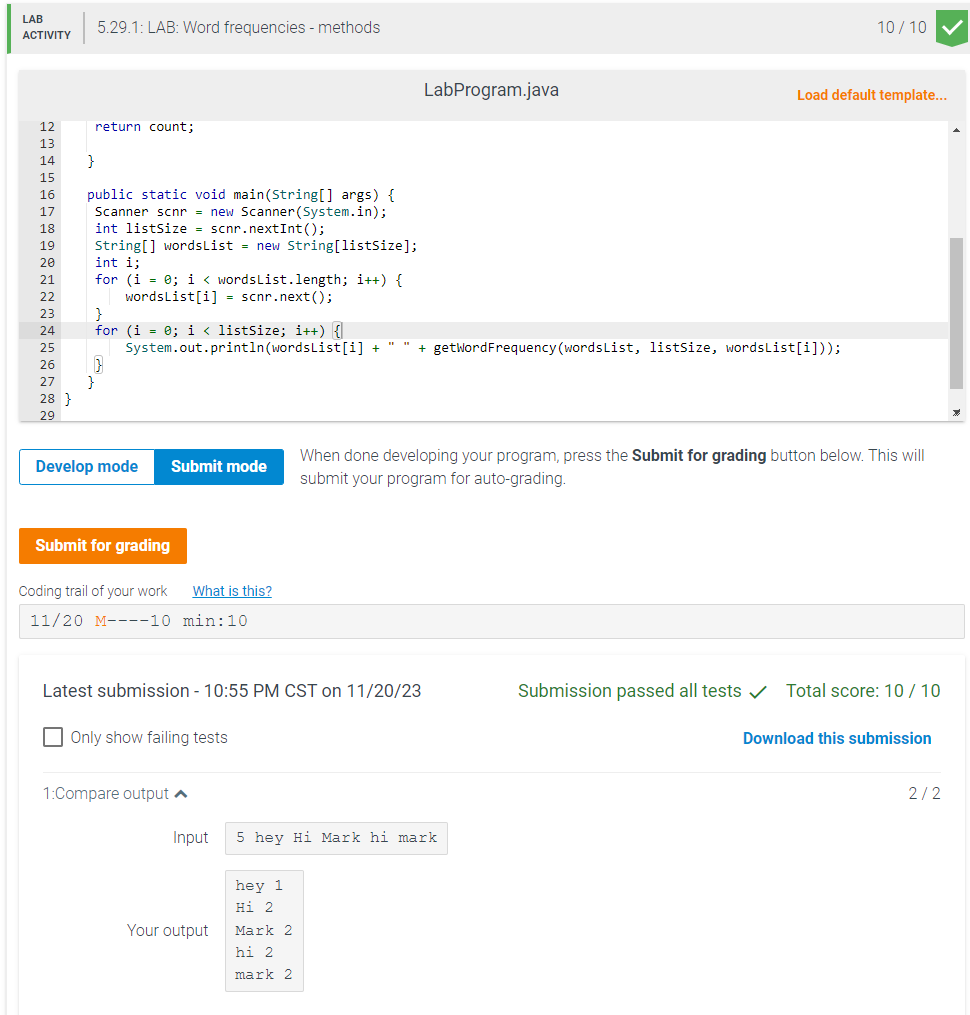 LAB
ACTIVITY
5.29.1: LAB: Word frequencies - methods
10 / 10
LabProgram.java
Load default template...
12 return count;
13
14 }
15
16 public static void main(String[] args) {
17 Scanner scnr = new Scanner(System.in);
18 int listSize = scnr.nextInt();
19 String[] wordsList = new String[listSize];
20 int i;
21 for (i = 0; i < wordsList.length; i++) {
22 wordsList[i] = scnr.next();
23 }
24 for (i = 0; i < listSize; i++) {
25 System.out.println(wordsList[i] + " " + getWordFrequency(wordsList, listSize, wordsList[i]));
26 }
27 }
28 }
29
Develop mode
Submit mode
When done developing your program, press the Submit for grading button below. This will
submit your program for auto-grading.
Submit for grading
Coding trail of your work What is this?
11/20 M----10 min:10
Latest submission - 10:55 PM CST on 11/20/23
Submission passed all tests
Total score: 10 / 10
Only show failing tests
Download this submission
1:Compare output
2 / 2
Input
5 hey Hi Mark hi mark
Your output
hey 1
Hi 2
Mark 2
hi 2
mark 2